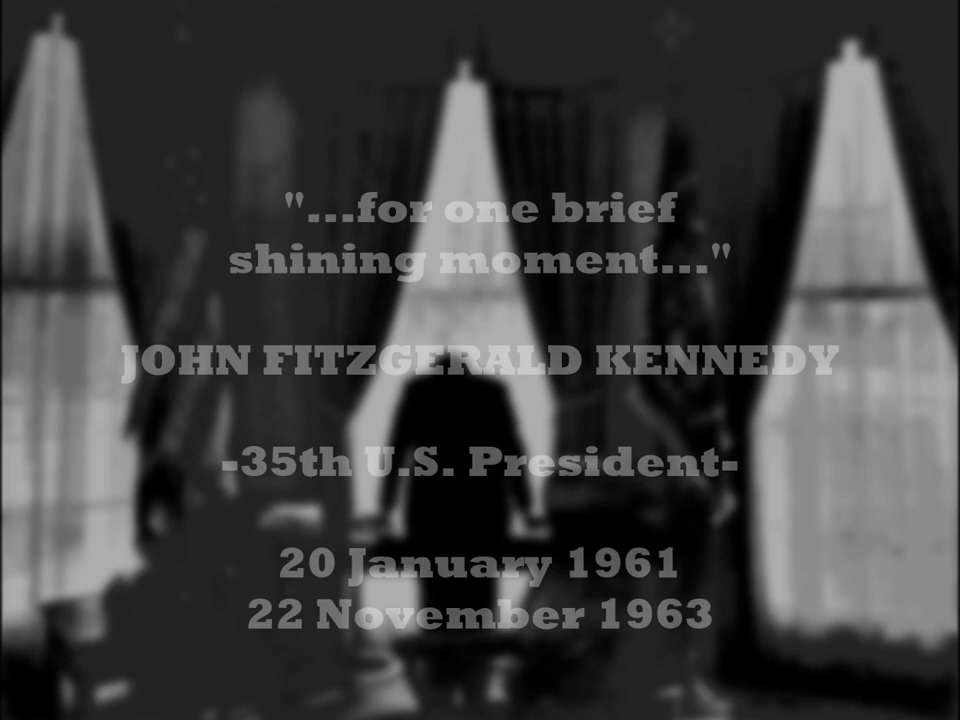 "...for one brief
shining moment..."
JOHN FITZGERALD KENNEDY
-35th U.S. President-
20 January 1961
22 November 1963